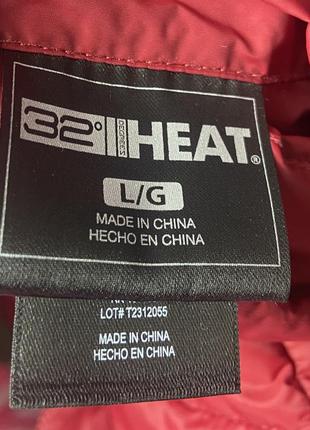 32° DEGREES HEAT®
L/G
MADE IN CHINA
HECHO EN CHINA
LOT# T2312055
MADE IN CHINA
HECHO EN CHINA